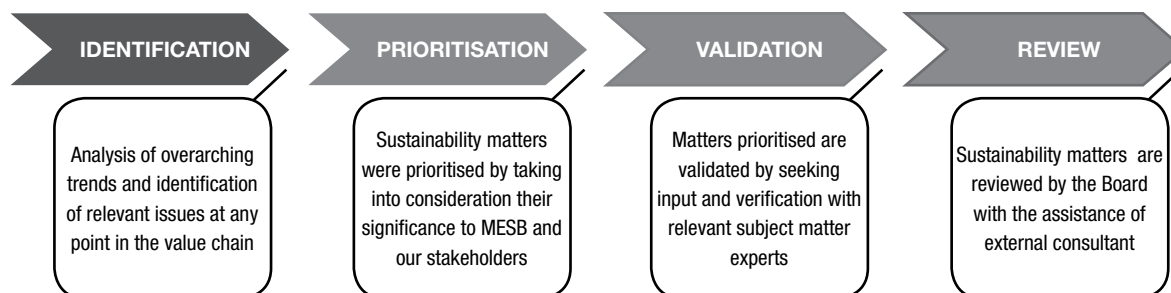 IDENTIFICATION
PRIORITISATION
VALIDATION
REVIEW
Analysis of overarching
trends and identification
of relevant issues at any
point in the value chain
Sustainability matters
were prioritised by taking
into consideration their
significance to MESB and
our stakeholders
Matters prioritised are
validated by seeking
input and verification with
relevant subject matter
experts
Sustainability matters are
reviewed by the Board
with the assistance of
external consultant